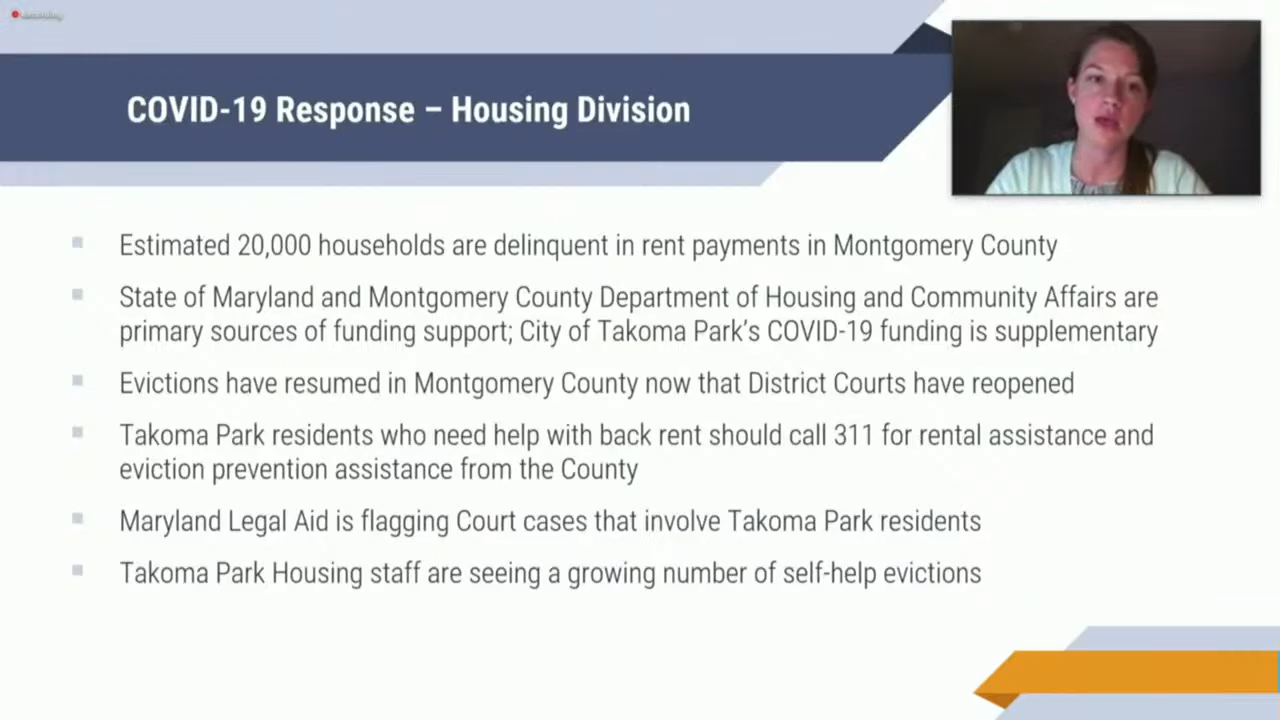 Recording
COVID-19 Response – Housing Division
Estimated 20,000 households are delinquent in rent payments in Montgomery County
State of Maryland and Montgomery County Department of Housing and Community Affairs are
primary sources of funding support; City of Takoma Park’s COVID-19 funding is supplementary
Evictions have resumed in Montgomery County now that District Courts have reopened
Takoma Park residents who need help with back rent should call 311 for rental assistance and
eviction prevention assistance from the County
Maryland Legal Aid is flagging Court cases that involve Takoma Park residents
Takoma Park Housing staff are seeing a growing number of self-help evictions